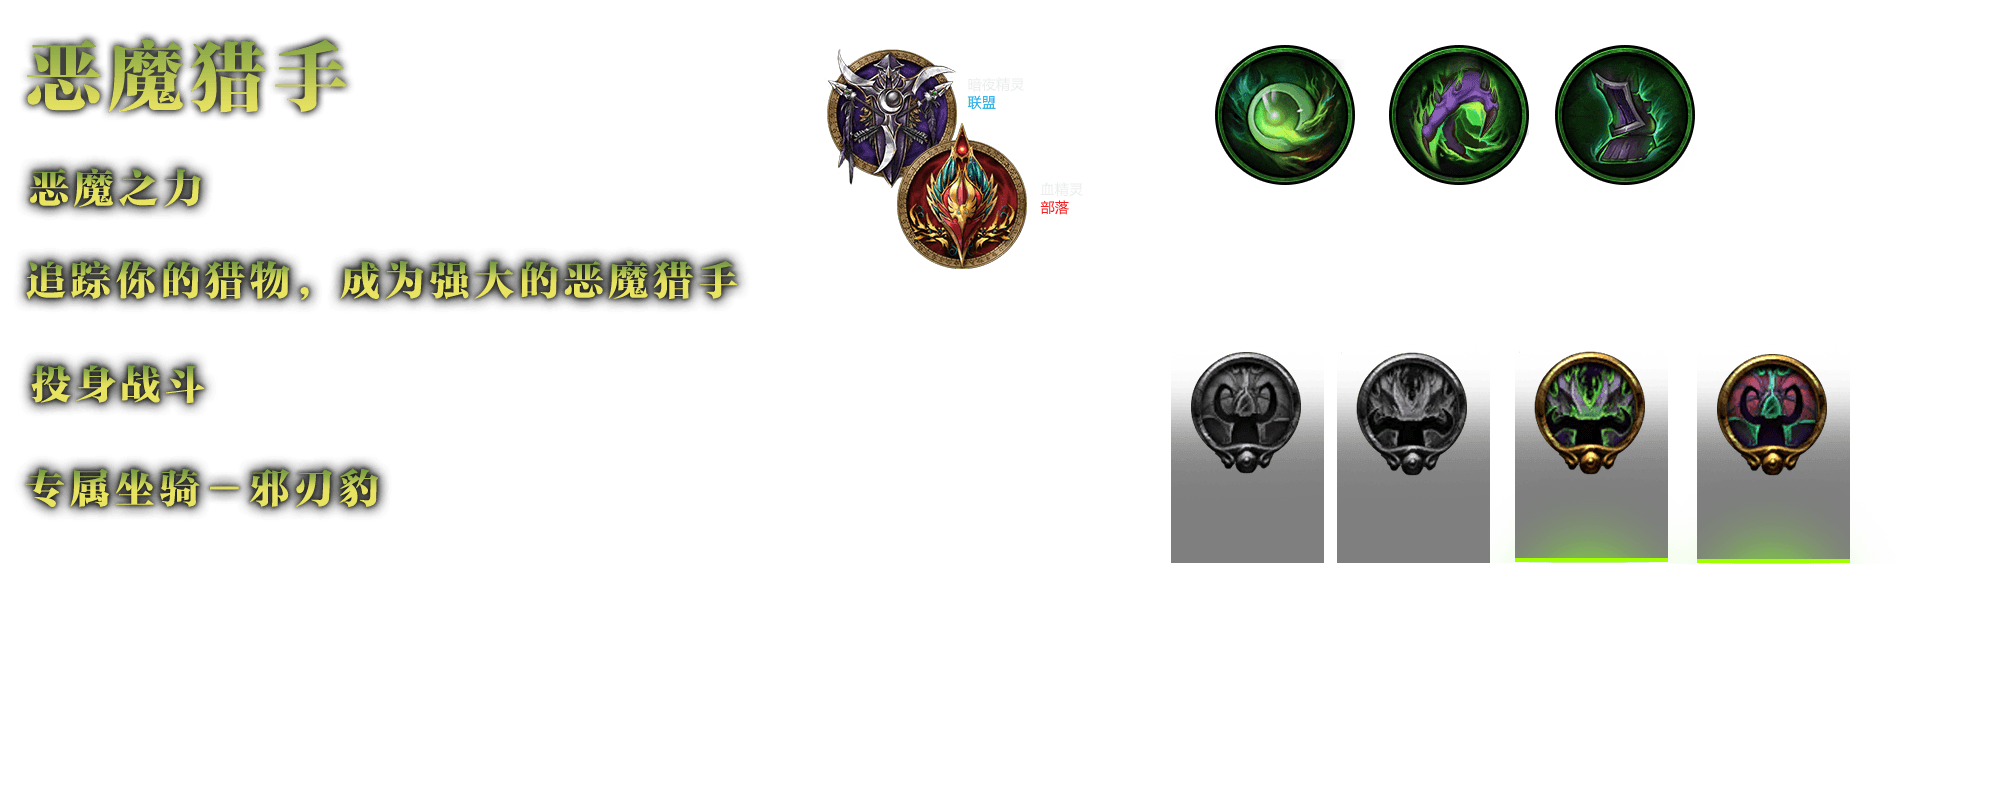 恶魔猎手
恶魔之力
追踪你的猎物，成为强大的恶魔猎手
投身战斗
专属坐骑－邪刃豹
暗夜精灵
联盟
血精灵
部落